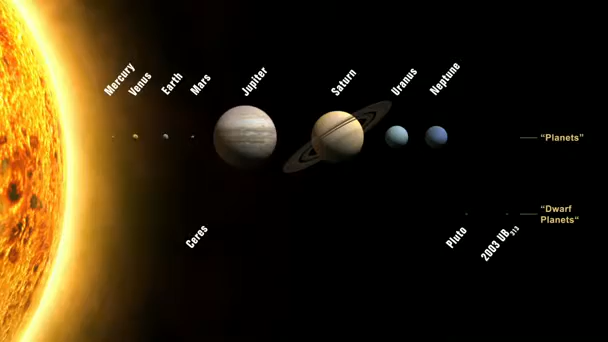 Mercury
Venus
Earth
Mars
Jupiter
Saturn
Uranus
Neptune
“Planets”
“Dwarf
Planets“
Ceres
Pluto
2003 UB313